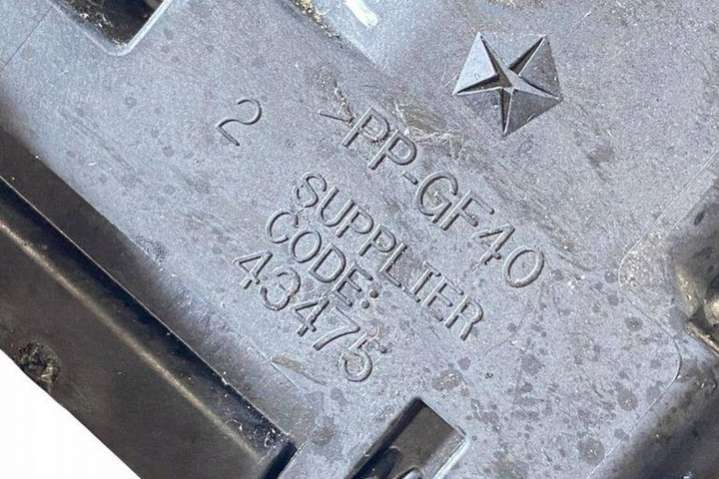 2
>PP-GF40
SUPPLIER
CODE:
43475